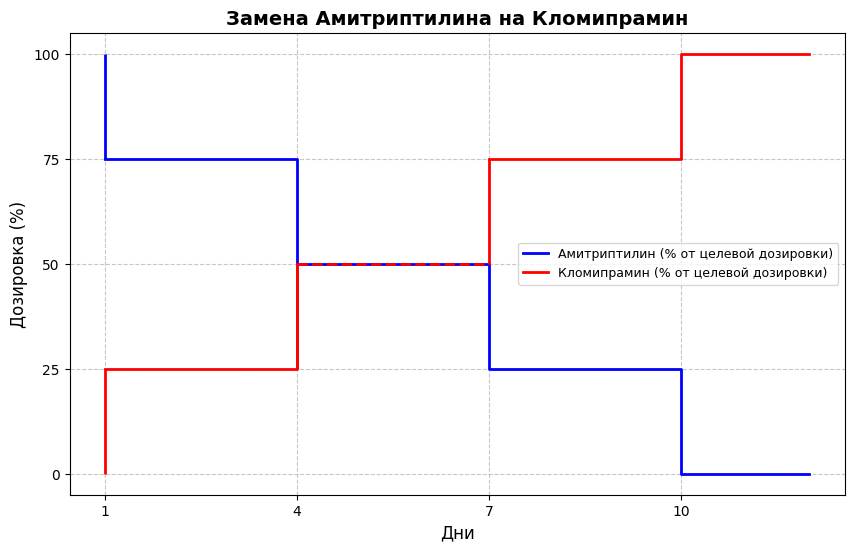 Замена Амитриптилина на Кломипрамин
Дозировка (%)
100
75
50
25
0
Амитриптилин (% от целевой дозировки)
Кломипрамин (% от целевой дозировки)
1 4 7 10
Дни